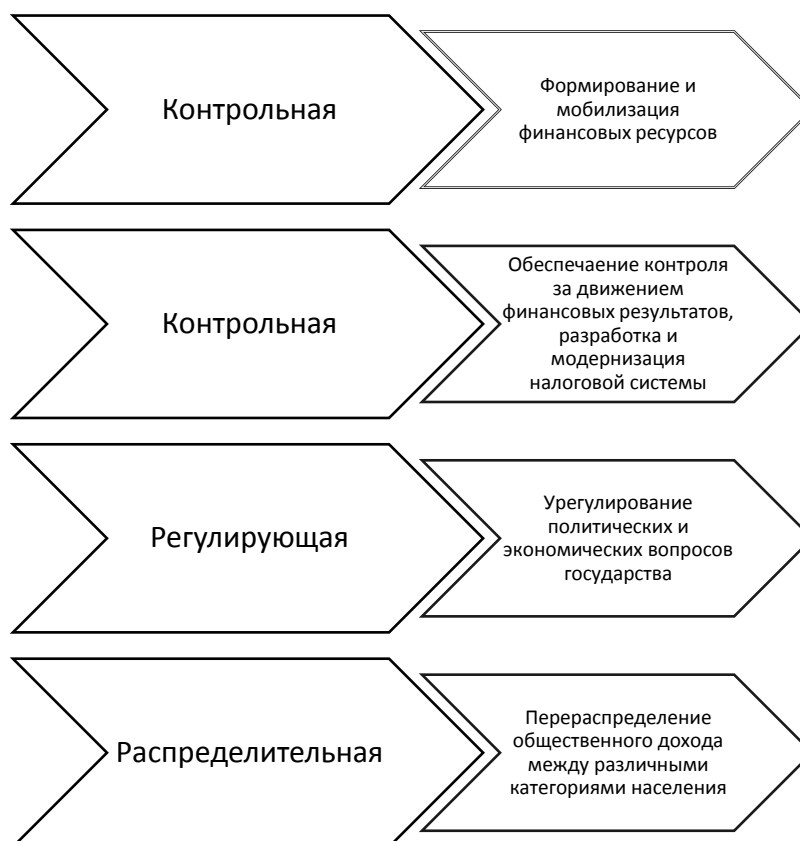 Контрольная
Формирование и
мобилизация
финансовых ресурсов
Контрольная
Обеспечаение контроля
за движением
финансовых результатов,
разработка и
модернизация
налоговой системы
Регулирующая
Урегулирование
политических и
экономических вопросов
государства
Распределительная
Перераспределение
общественного дохода
между различными
категориями населения